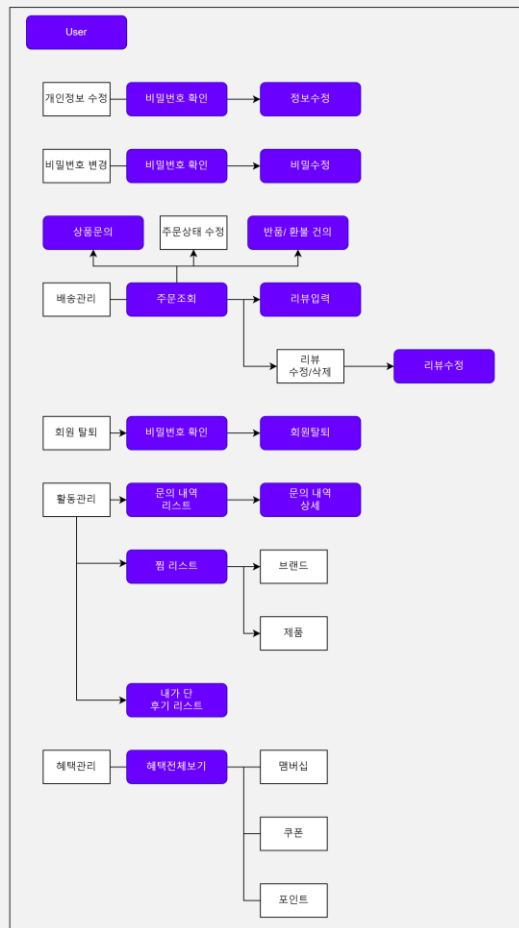 User
개인정보 수정
비밀번호 확인
정보수정
비밀번호 변경
비밀번호 확인
비밀수정
상품문의
주문상태 수정
반품/ 환불 건의
배송관리
주문조회
리뷰입력
리뷰
수정/삭제
리뷰수정
회원 탈퇴
비밀번호 확인
회원탈퇴
활동관리
문의 내역
리스트
문의 내역
상세
찜 리스트
브랜드
제품
내가 단
후기 리스트
혜택관리
혜택전체보기
맴버십
쿠폰
포인트